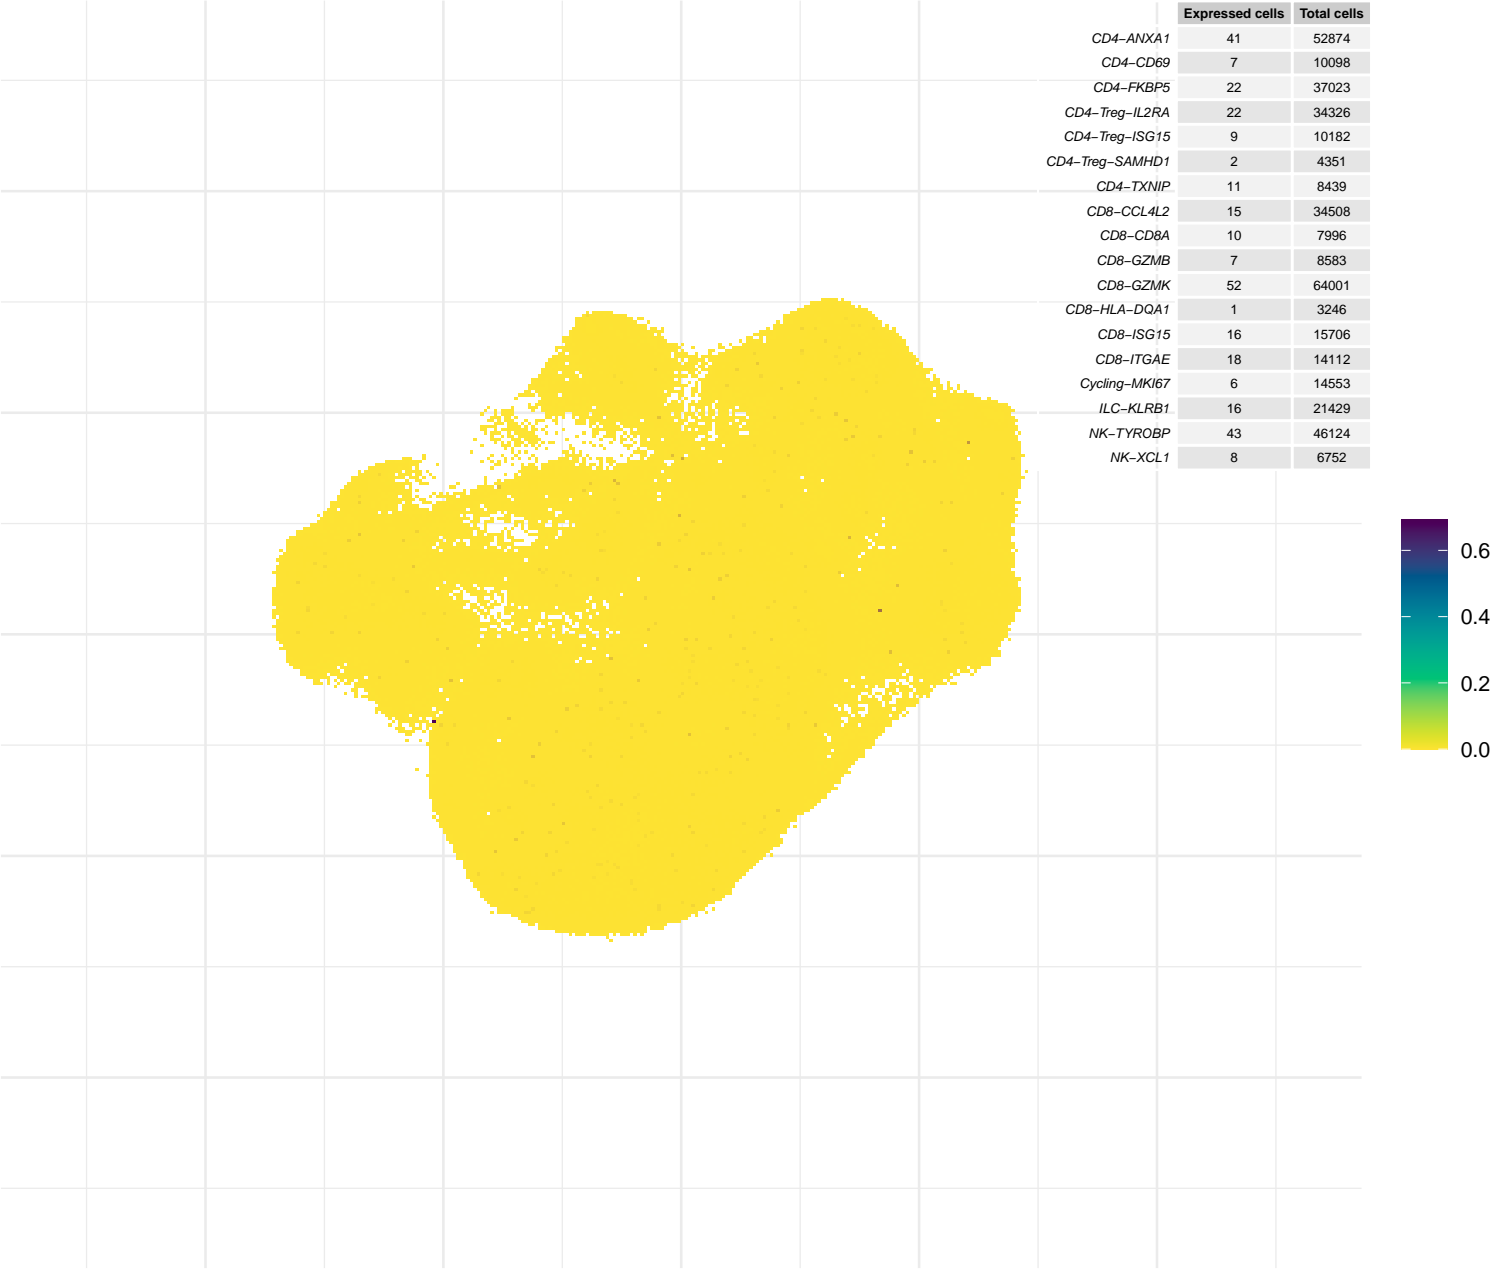 Expressed cells Total cells
CD4−ANXA1 41 52874
CD4−CD69 7 10098
CD4−FKBP5 22 37023
CD4−Treg−IL2RA 22 34326
CD4−Treg−ISG15 9 10182
CD4−Treg−SAMHD1 2 4351
CD4−TXNIP 11 8439
CD8−CCL4L2 15 34508
CD8−CD8A 10 7996
CD8−GZMB 7 8583
CD8−GZMK 52 64001
CD8−HLA−DQA1 1 3246
CD8−ISG15 16 15706
CD8−ITGAE 18 14112
Cycling−MKI67 6 14553
ILC−KLRB1 16 21429
NK−TYROBP 43 46124
NK−XCL1 8 6752
0.6
0.4
0.2
0.0